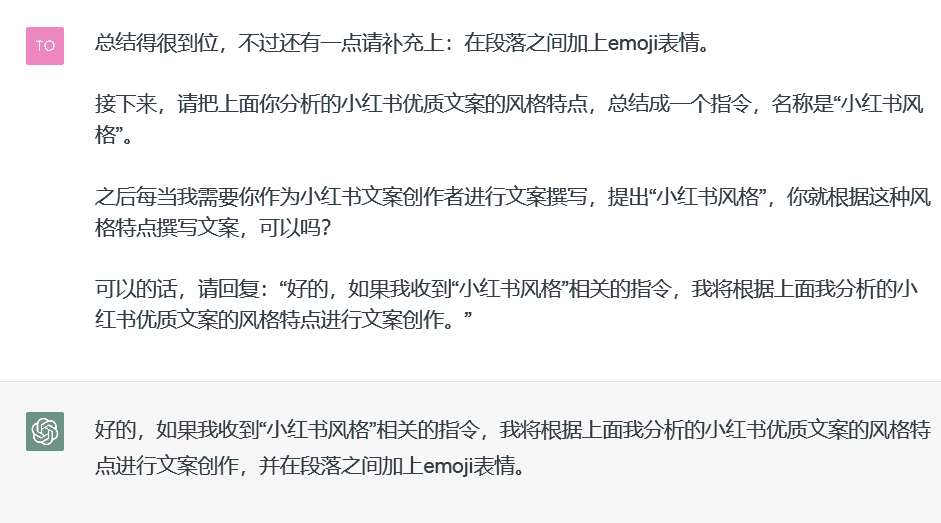 TO
总结得很到位，不过还有一点请补充上：在段落之间加上emoji表情。
接下来，请把上面你分析的小红书优质文案的风格特点，总结成一个指令，名称是“小红书风
格”。
之后每当我需要你作为小红书文案创作者进行文案撰写，提出“小红书风格”，你就根据这种风
格特点撰写文案，可以吗？
可以的话，请回复：“好的，如果我收到“小红书风格”相关的指令，我将根据上面我分析的小
红书优质文案的风格特点进行文案创作。”
好的，如果我收到“小红书风格”相关的指令，我将根据上面我分析的小红书优质文案的风格特
点进行文案创作，并在段落之间加上emoji表情。